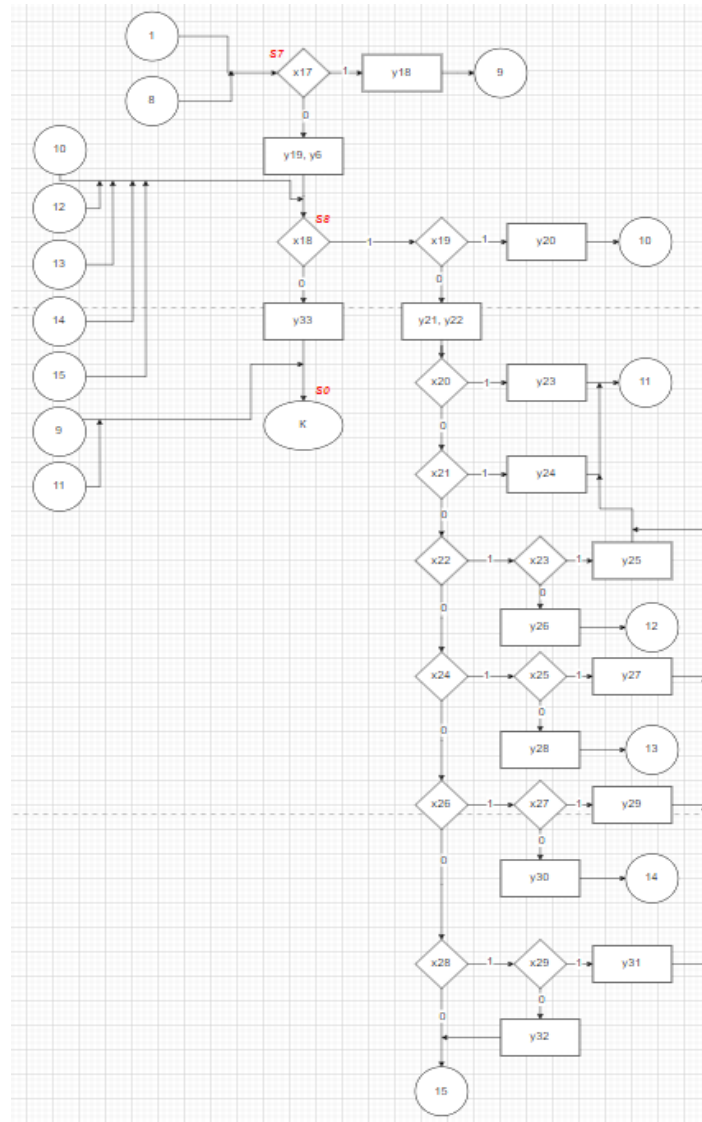 1
S7
x17
1
y18
9
8
0
10
y19, y6
12
S8
x18
1
x19
1
y20
10
13
0
0
14
y33
y21, y22
15
x20
1
y23
11
S0
9
K
0
11
x21
1
y24
0
x22
1
x23
1
y25
0
0
y26
12
x24
1
x25
1
y27
0
0
y28
13
x26
1
x27
1
y29
0
0
y30
14
x28
1
x29
1
y31
0
0
y32
15